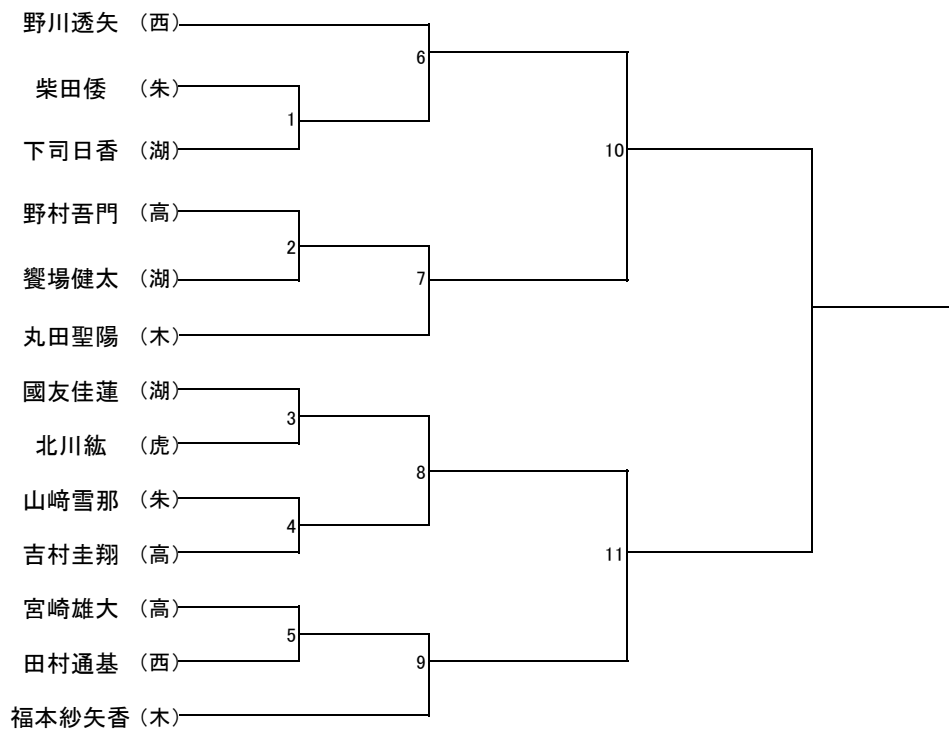 野川透矢 (西)
6
柴田倭 (朱)
1
下司日香 (湖)
10
野村吾門 (高)
2
饗場健太 (湖)
7
丸田聖陽 (木)
國友佳蓮 (湖)
3
北川紘 (虎)
8
山﨑雪那 (朱)
4
吉村圭翔 (高)
11
宮崎雄大 (高)
5
田村通基 (西)
9
福本紗矢香 (木)